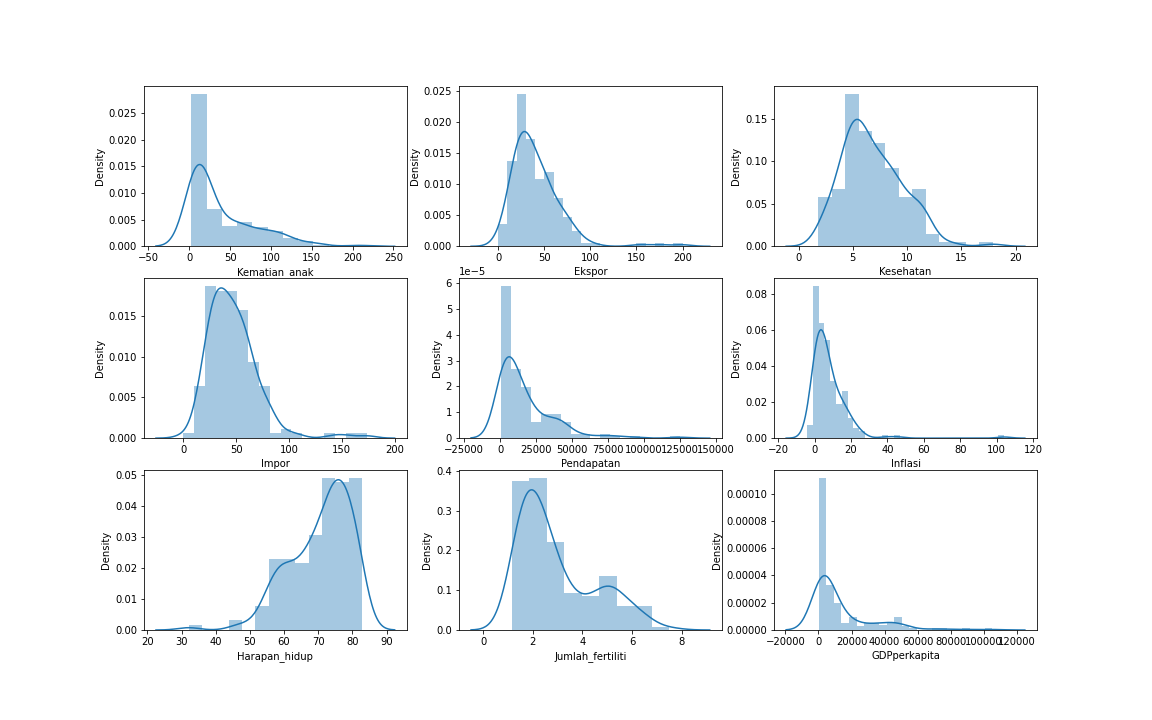 0.025
0.020
0.015
0.010
0.005
0.000
Density
−50 0 50 100 150 200 250
Kematian_anak
0.025
0.020
0.015
0.010
0.005
0.000
Density
0 50 100 150 200
Ekspor
0.15
0.10
0.05
0.00
Density
0 5 10 15 20
Kesehatan
0.015
0.010
0.005
0.000
Density
0 50 100 150 200
Impor
1e−5
6
5
4
3
2
1
0
Density
−25000 0 25000 50000 75000 100000 125000 150000
Pendapatan
0.08
0.06
0.04
0.02
0.00
Density
−20 0 20 40 60 80 100 120
Inflasi
0.05
0.04
0.03
0.02
0.01
0.00
Density
20 30 40 50 60 70 80 90
Harapan_hidup
0.4
0.3
0.2
0.1
0.0
Density
0 2 4 6 8
Jumlah_fertiliti
0.00010
0.00008
0.00006
0.00004
0.00002
0.00000
Density
−20000 0 20000 40000 60000 80000 100000 120000
GDPperkapita